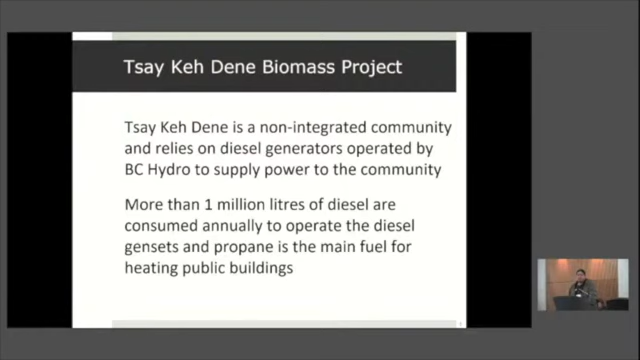 Tsay Keh Dene Biomass Project
Tsay Keh Dene is a non-integrated community
and relies on diesel generators operated by
BC Hydro to supply power to the community
More than 1 million litres of diesel are
consumed annually to operate the diesel
gensets and propane is the main fuel for
heating public buildings